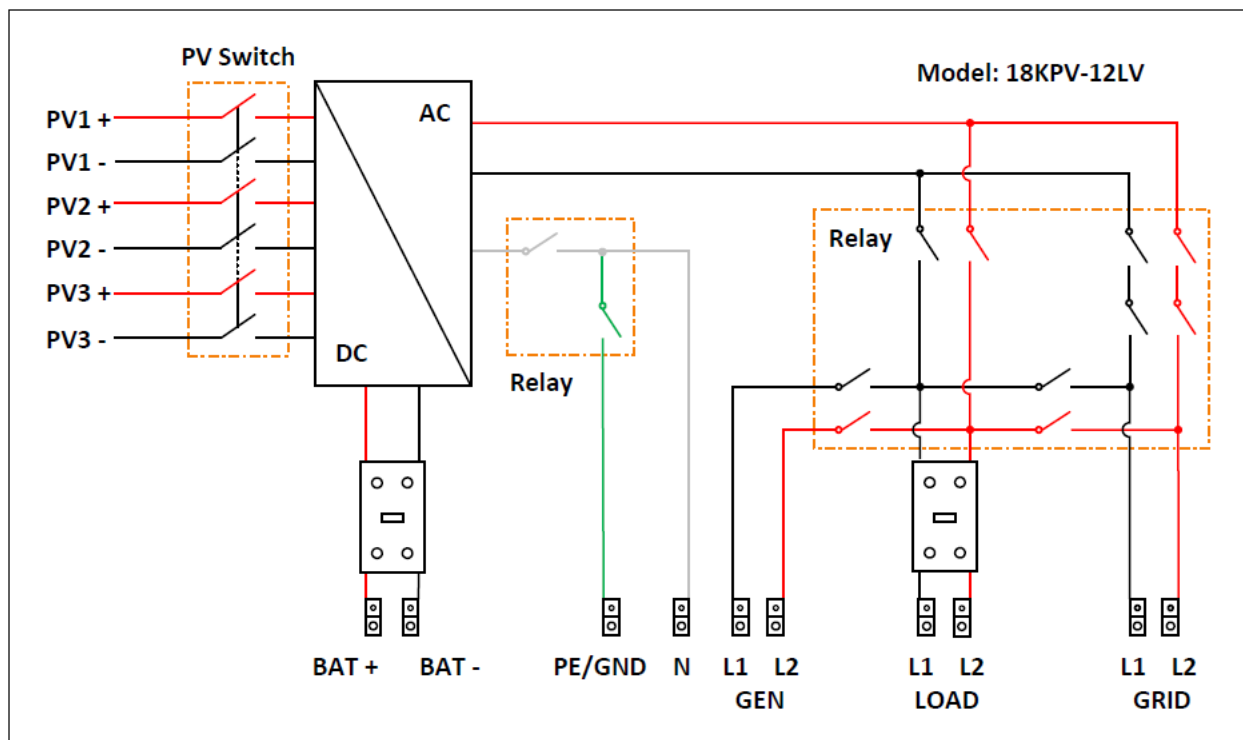 PV Switch
Model: 18KPV-12LV
PV1 +
PV1 -
PV2 +
PV2 -
PV3 +
PV3 -
AC
DC
Relay
Relay
BAT + BAT - PE/GND N L1 L2 L1 L2 L1 L2
GEN LOAD GRID